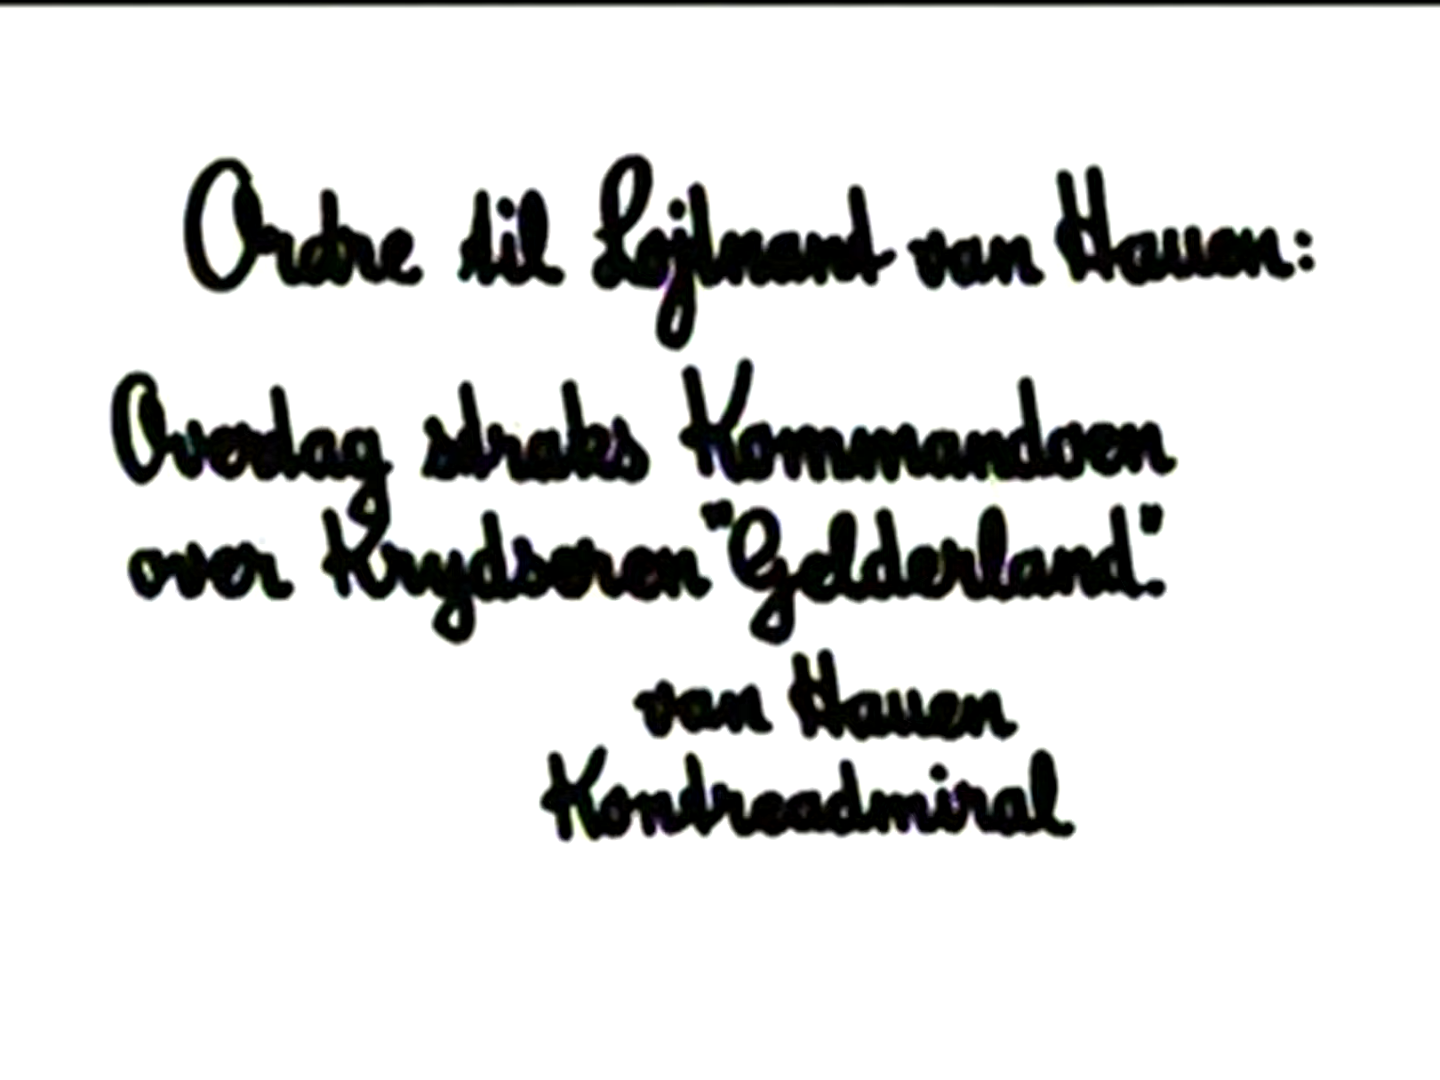 Ordre til Løjtnant van Hauen:
Overtag straks Kommandoen
over Krydseren "Gelderland".
van Hauen
Kontreadmiral